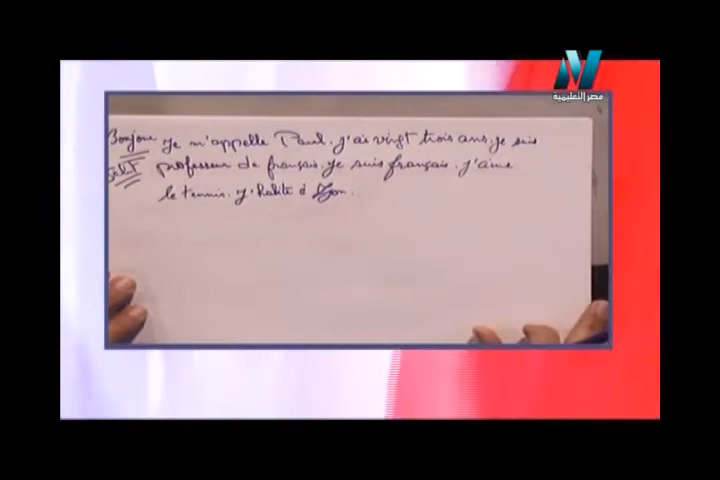 مصر التعليمية
Bonjour je m'appelle Paul. j'ai vingt trois ans. je suis
Salut professeur de français. je suis français. j'aime
le tennis. j'habite à Lyon.